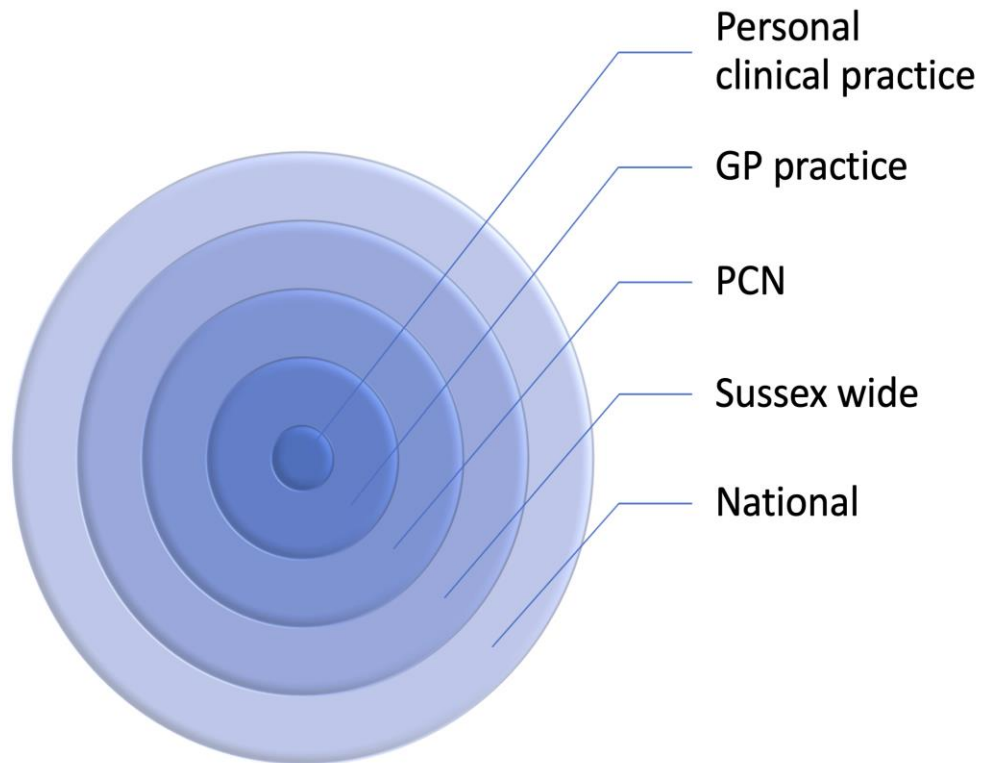 Personal
clinical practice
GP practice
PCN
Sussex wide
National